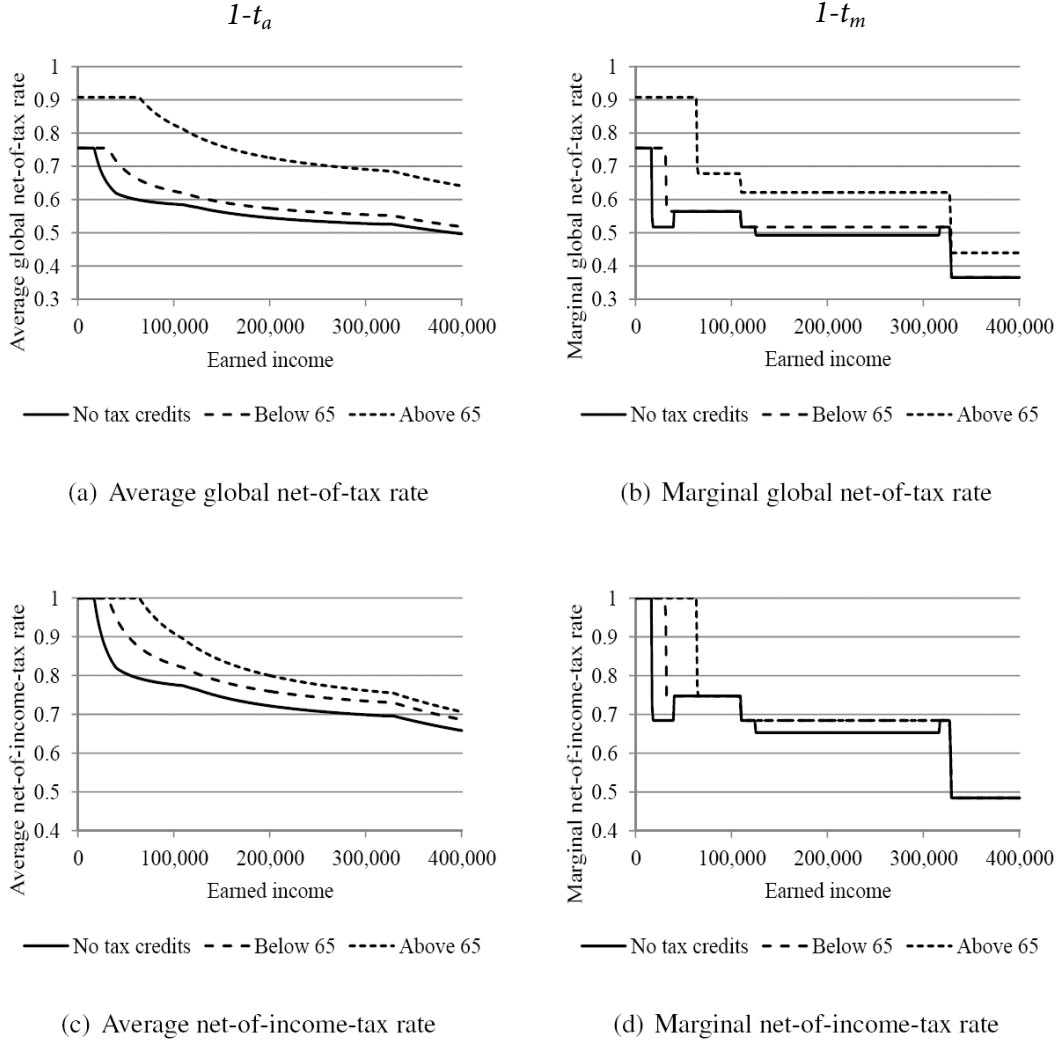 1-tₐ
1-tₘ
Average global net-of-tax rate
1
0.9
0.8
0.7
0.6
0.5
0.4
0.3
0 100,000 200,000 300,000 400,000
Earned income
No tax credits Below 65 Above 65
(a) Average global net-of-tax rate
Marginal global net-of-tax rate
1
0.9
0.8
0.7
0.6
0.5
0.4
0.3
0 100,000 200,000 300,000 400,000
Earned income
No tax credits Below 65 Above 65
(b) Marginal global net-of-tax rate
Average net-of-income-tax rate
1
0.9
0.8
0.7
0.6
0.5
0.4
0 100,000 200,000 300,000 400,000
Earned income
No tax credits Below 65 Above 65
(c) Average net-of-income-tax rate
Marginal net-of-income-tax rate
1
0.9
0.8
0.7
0.6
0.5
0.4
0 100,000 200,000 300,000 400,000
Earned income
No tax credits Below 65 Above 65
(d) Marginal net-of-income-tax rate